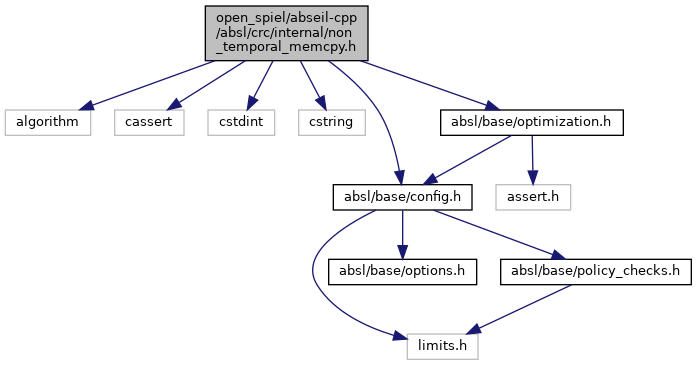 open_spiel/abseil-cpp
/absl/crc/internal/non
_temporal_memcpy.h
algorithm
cassert
cstdint
cstring
absl/base/optimization.h
absl/base/config.h
assert.h
absl/base/options.h
absl/base/policy_checks.h
limits.h